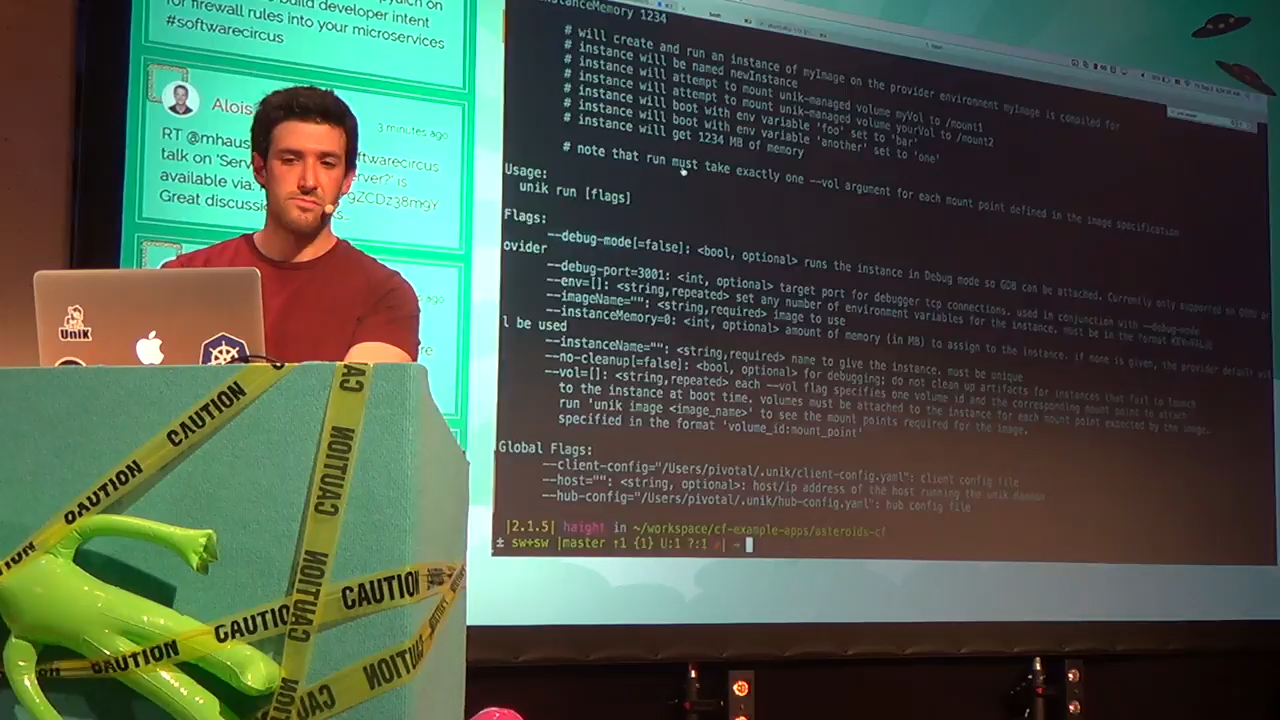 build developer intent
for firewall rules into your microservices
#softwarecircus
Alois
3 minutes ago
RT @mhaus
softwarecircus
talk on 'Serv
erver?' is
available via:
9ZCDz38m9Y
Great discussi
ago
UniK
instanceMemory 1234
# will create and run an instance of myImage on the provider environment myImage is compiled for
# instance will be named newInstance
# instance will attempt to mount unik-managed volume myVol to /mount1
# instance will attempt to mount unik-managed volume yourVol to /mount2
# instance will boot with env variable 'foo' set to 'bar'
# instance will boot with env variable 'another' set to 'one'
# instance will get 1234 MB of memory
# note that run must take exactly one --vol argument for each mount point defined in the image specification
Usage:
unik run [flags]
Flags:
--debug-mode[=false]: <bool, optional> runs the instance in Debug mode so GDB can be attached. Currently only supported on QEMU pr
ovider
--debug-port=3001: <int, optional> target port for debugger tcp connections. used in conjunction with --debug-mode
--env=[]: <string,repeated> set any number of environment variables for the instance. must be in the format KEY=VALUE
--imageName="": <string,required> image to use
--instanceMemory=0: <int, optional> amount of memory (in MB) to assign to the instance. if none is given, the provider default wil
l be used
--instanceName="": <string,required> name to give the instance. must be unique
--no-cleanup[=false]: <bool, optional> for debugging; do not clean up artifacts for instances that fail to launch
--vol=[]: <string,repeated> each --vol flag specifies one volume id and the corresponding mount point to attach
to the instance at boot time. volumes must be attached to the instance for each mount point expected by the image.
run 'unik image <image_name>' to see the mount points required for the image.
specified in the format 'volume_id:mount_point'
Global Flags:
--client-config="/Users/pivotal/.unik/client-config.yaml": client config file
--host="": <string, optional>: host/ip address of the host running the unik daemon
--hub-config="/Users/pivotal/.unik/hub-config.yaml": hub config file
|2.1.5| haight in ~/workspace/cf-example-apps/asteroids-cf
± sw+sw |master ↑1 {1} U:1 ?:1 ✗| →
CAUTION
CAUTION
CAUTION
CAUTION
CAUTION
CAUTION
CAUTION
CAUTION
CAUTION